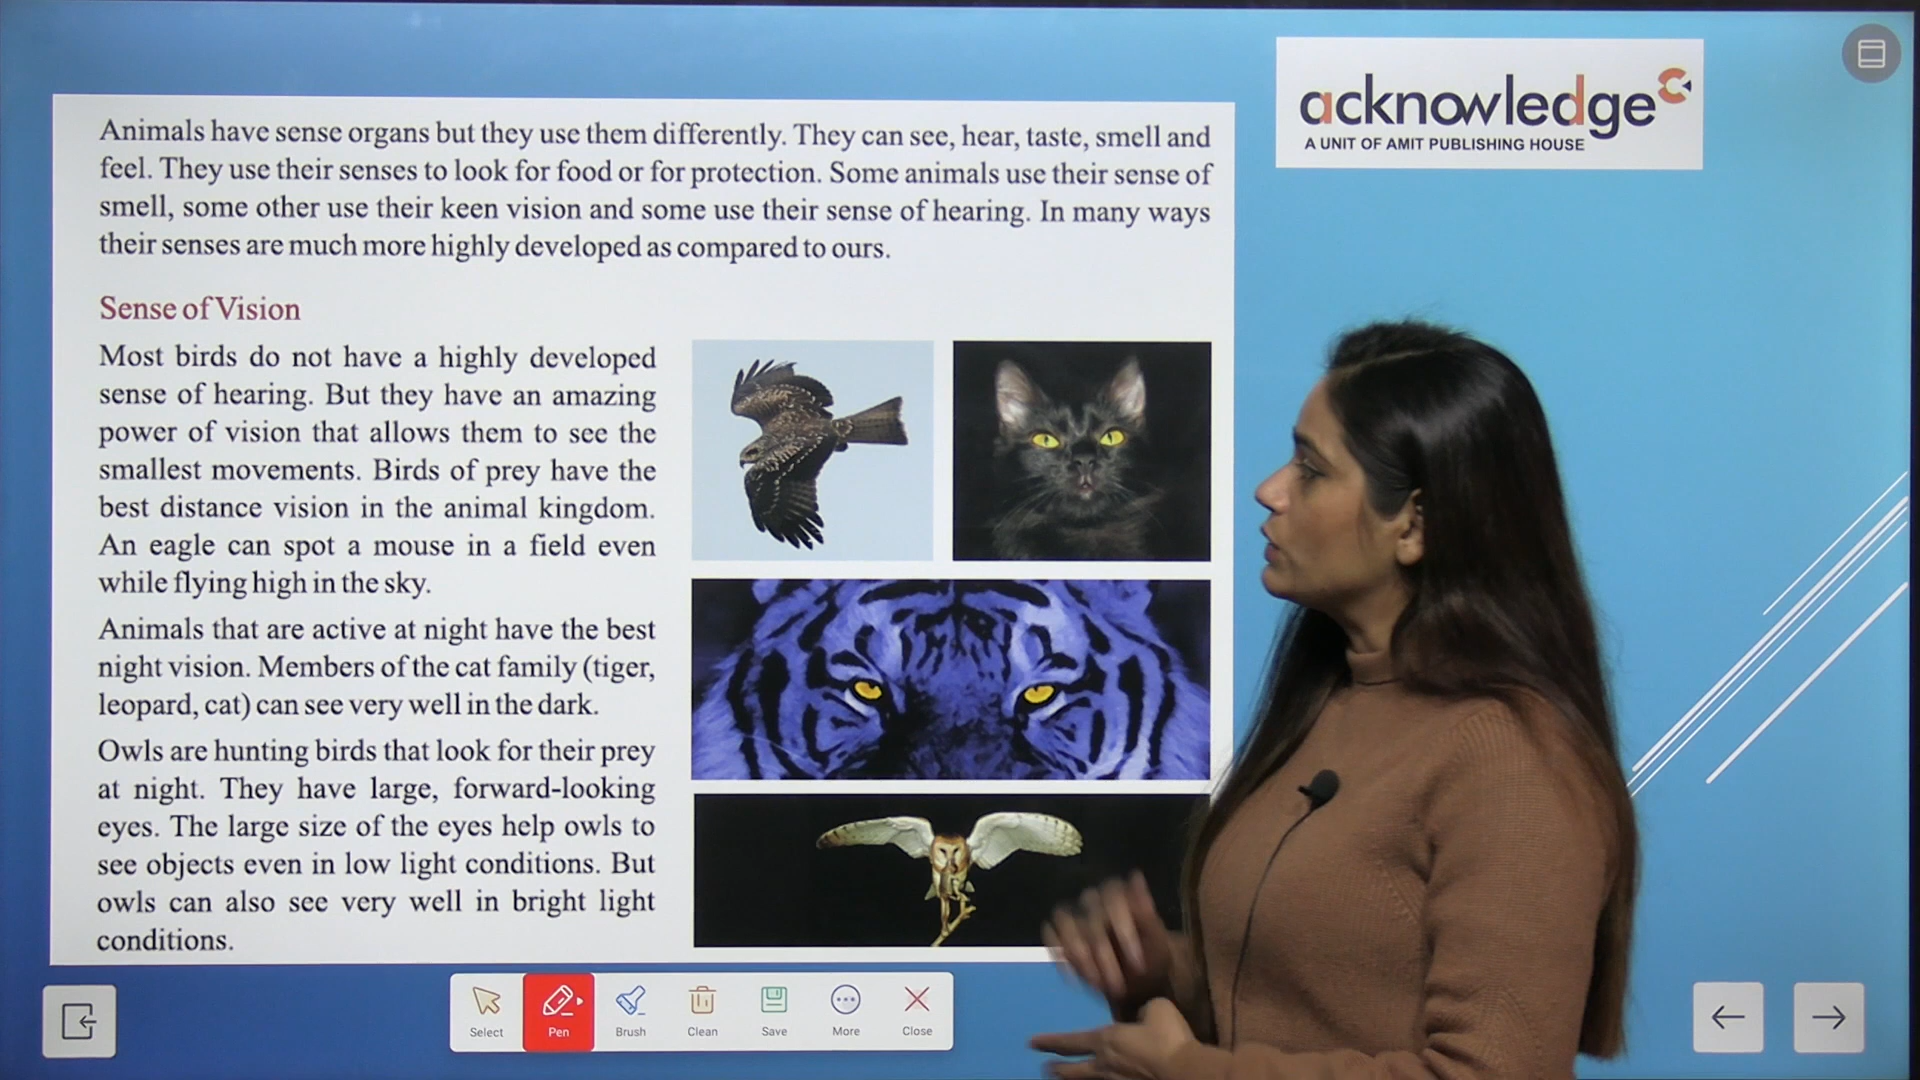 acknowledge
A UNIT OF AMIT PUBLISHING HOUSE
Animals have sense organs but they use them differently. They can see, hear, taste, smell and
feel. They use their senses to look for food or for protection. Some animals use their sense of
smell, some other use their keen vision and some use their sense of hearing. In many ways
their senses are much more highly developed as compared to ours.
Sense of Vision
Most birds do not have a highly developed
sense of hearing. But they have an amazing
power of vision that allows them to see the
smallest movements. Birds of prey have the
best distance vision in the animal kingdom.
An eagle can spot a mouse in a field even
while flying high in the sky.
Animals that are active at night have the best
night vision. Members of the cat family (tiger,
leopard, cat) can see very well in the dark.
Owls are hunting birds that look for their prey
at night. They have large, forward-looking
eyes. The large size of the eyes help owls to
see objects even in low light conditions. But
owls can also see very well in bright light
conditions.
Select Pen Brush Clean Save More Close